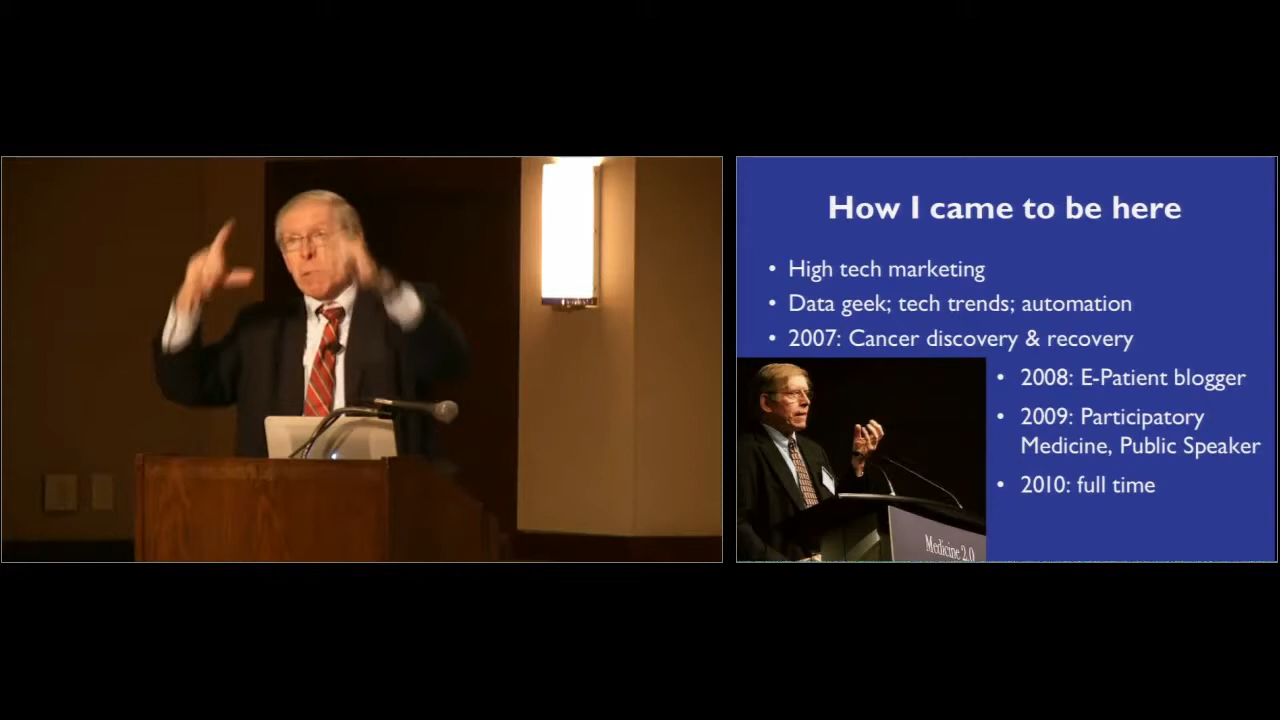 How I came to be here
• High tech marketing
• Data geek; tech trends; automation
• 2007: Cancer discovery & recovery
• 2008: E-Patient blogger
• 2009: Participatory
Medicine, Public Speaker
• 2010: full time
Medicine 2.0